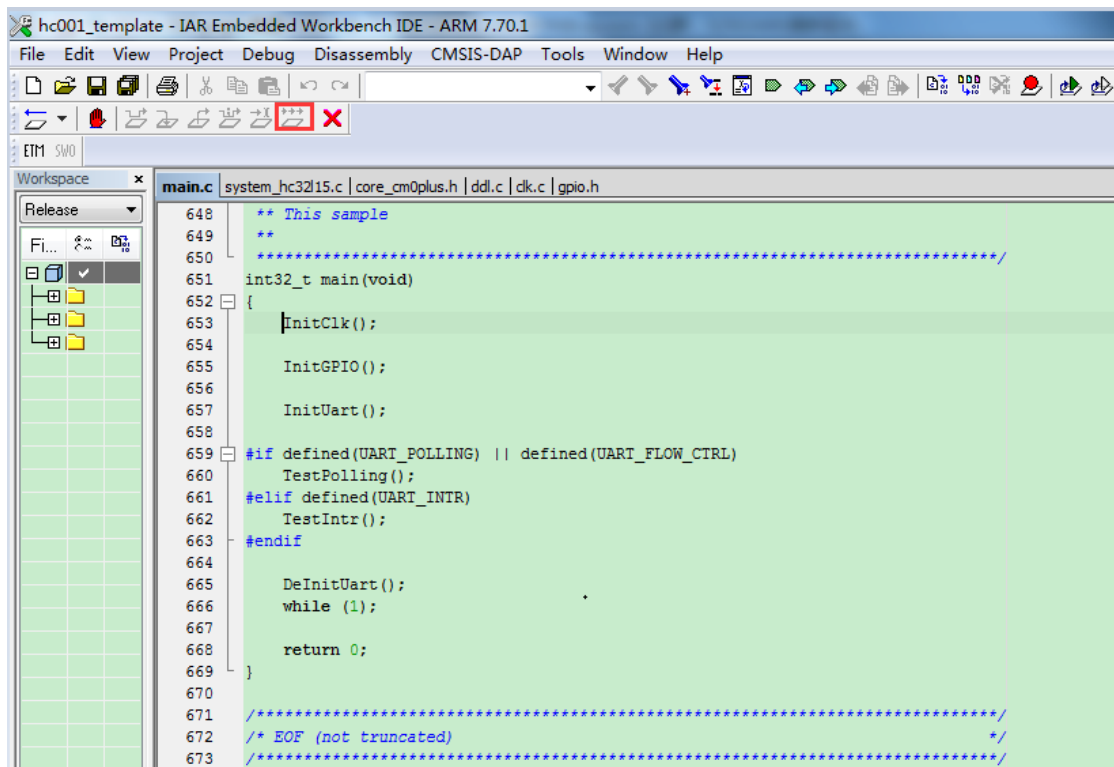 hc001_template - IAR Embedded Workbench IDE - ARM 7.70.1
File Edit View Project Debug Disassembly CMSIS-DAP Tools Window Help
ETM SWO
Workspace
main.c system_hc32l15.c core_cm0plus.h ddl.c clk.c gpio.h
Release
Fi...
648 ** This sample
649 **
650 ******************************************************************************/
651 int32_t main(void)
652 {
653 InitClk();
654
655 InitGPIO();
656
657 InitUart();
658
659 #if defined(UART_POLLING) || defined(UART_FLOW_CTRL)
660 TestPolling();
661 #elif defined(UART_INTR)
662 TestIntr();
663 #endif
664
665 DeInitUart();
666 while (1);
667
668 return 0;
669 }
670
671 /******************************************************************************/
672 /* EOF (not truncated) */
673 /******************************************************************************/